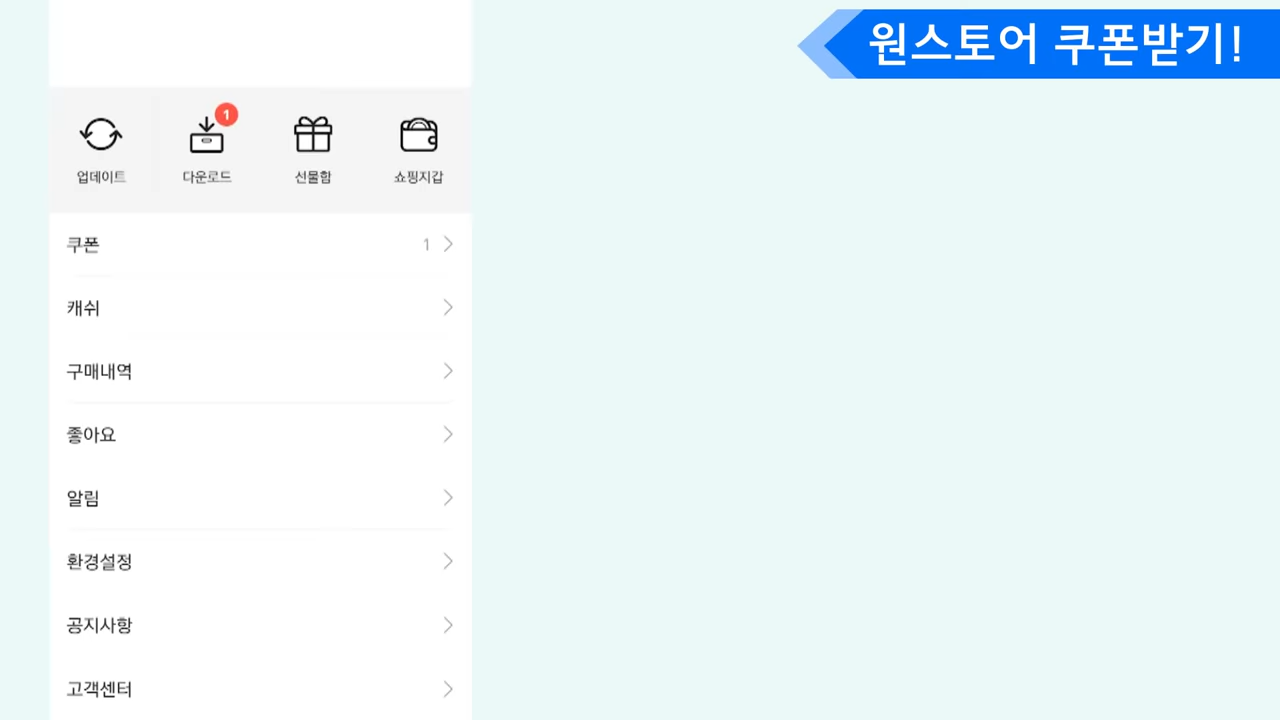 원스토어 쿠폰받기!
1
업데이트 다운로드 선물함 쇼핑지갑
쿠폰 1
캐쉬
구매내역
좋아요
알림
환경설정
공지사항
고객센터